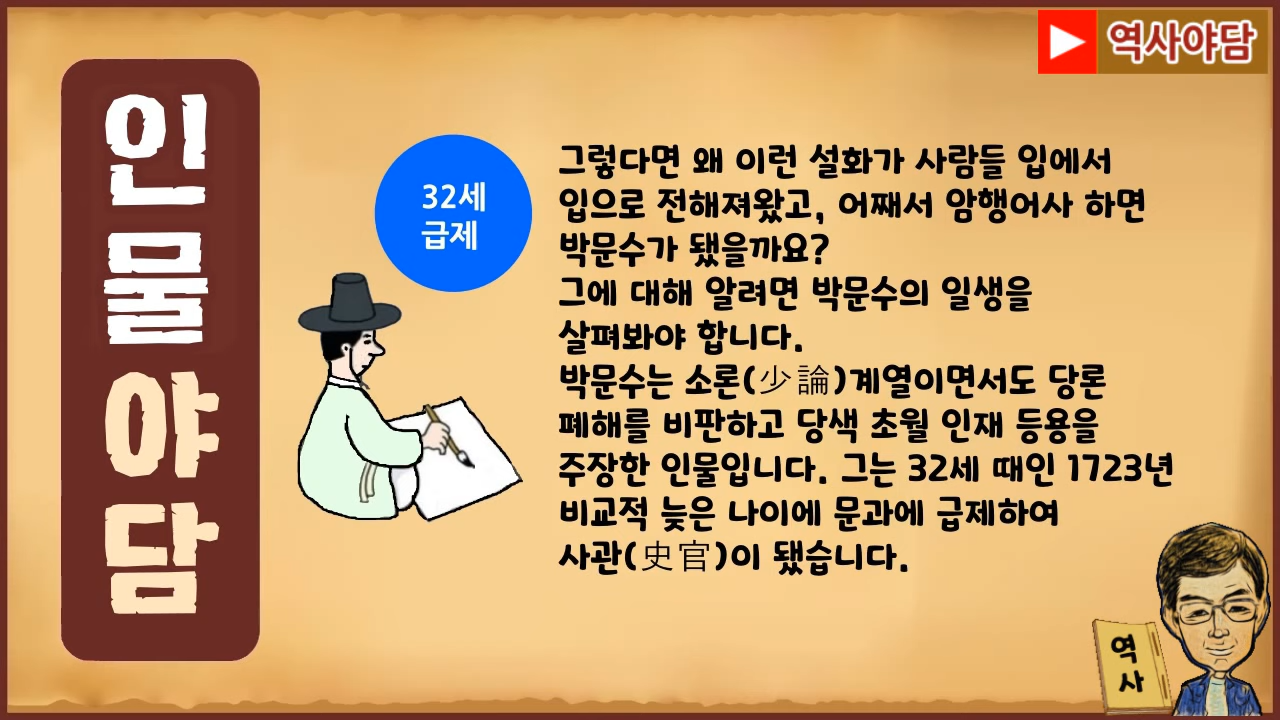 역사야담
인물야담
32세
급제
그렇다면 왜 이런 설화가 사람들 입에서
입으로 전해져왔고, 어째서 암행어사 하면
박문수가 됐을까요?
그에 대해 알려면 박문수의 일생을
살펴봐야 합니다.
박문수는 소론(少論)계열이면서도 당론
폐해를 비판하고 당색 초월 인재 등용을
주장한 인물입니다. 그는 32세 때인 1723년
비교적 늦은 나이에 문과에 급제하여
사관(史官)이 됐습니다.
역사